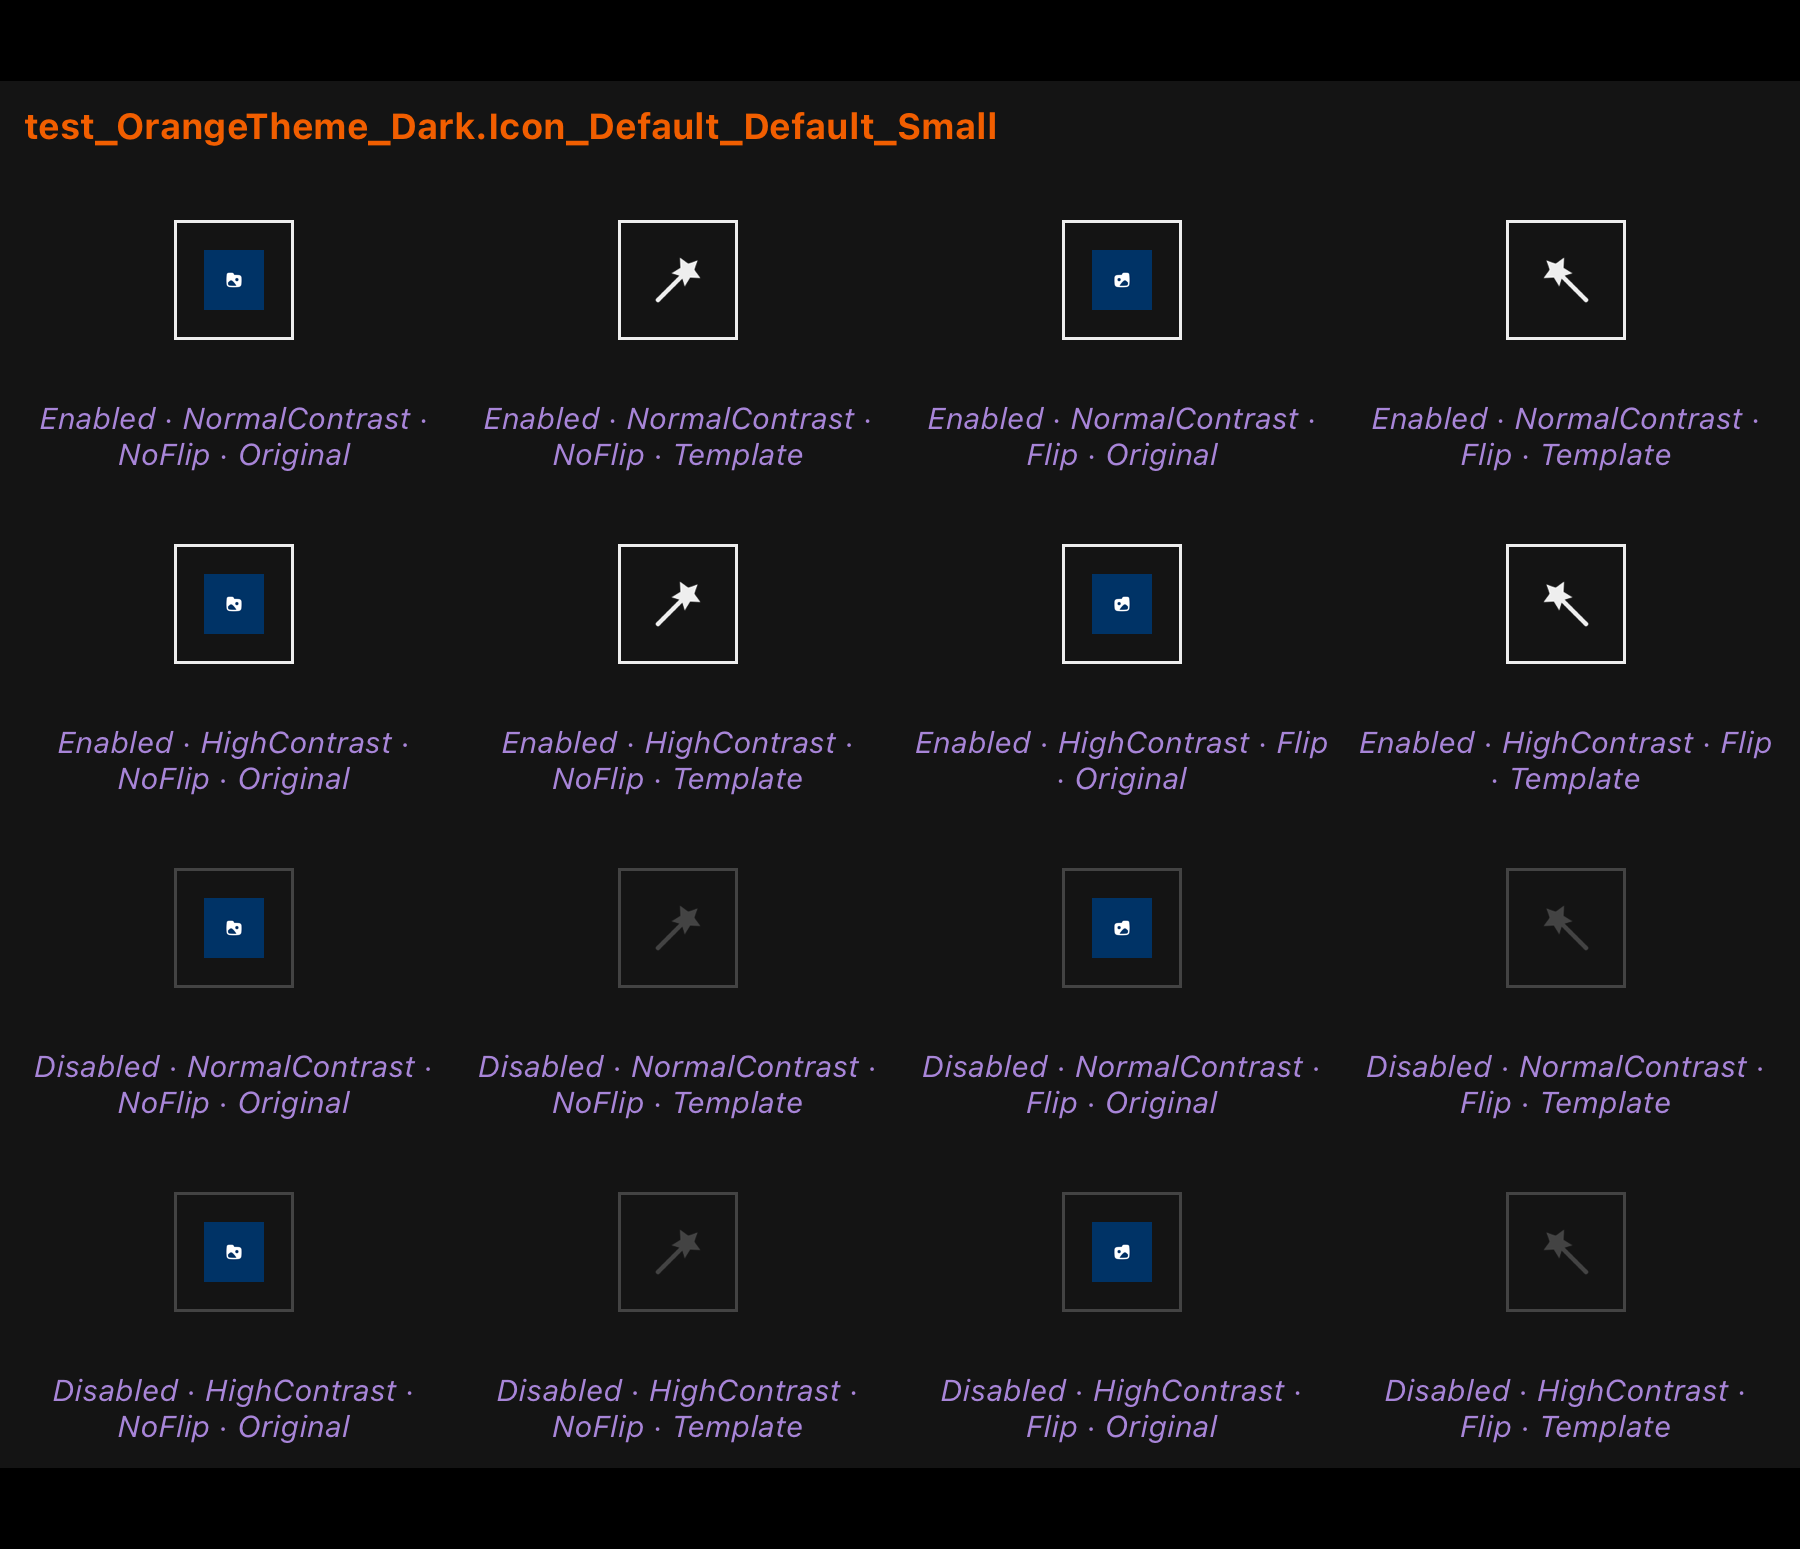 test_OrangeTheme_Dark.Icon_Default_Default_Small
Enabled · NormalContrast ·
NoFlip · Original
Enabled · NormalContrast ·
NoFlip · Template
Enabled · NormalContrast ·
Flip · Original
Enabled · NormalContrast ·
Flip · Template
Enabled · HighContrast ·
NoFlip · Original
Enabled · HighContrast ·
NoFlip · Template
Enabled · HighContrast · Flip
· Original
Enabled · HighContrast · Flip
· Template
Disabled · NormalContrast ·
NoFlip · Original
Disabled · NormalContrast ·
NoFlip · Template
Disabled · NormalContrast ·
Flip · Original
Disabled · NormalContrast ·
Flip · Template
Disabled · HighContrast ·
NoFlip · Original
Disabled · HighContrast ·
NoFlip · Template
Disabled · HighContrast ·
Flip · Original
Disabled · HighContrast ·
Flip · Template